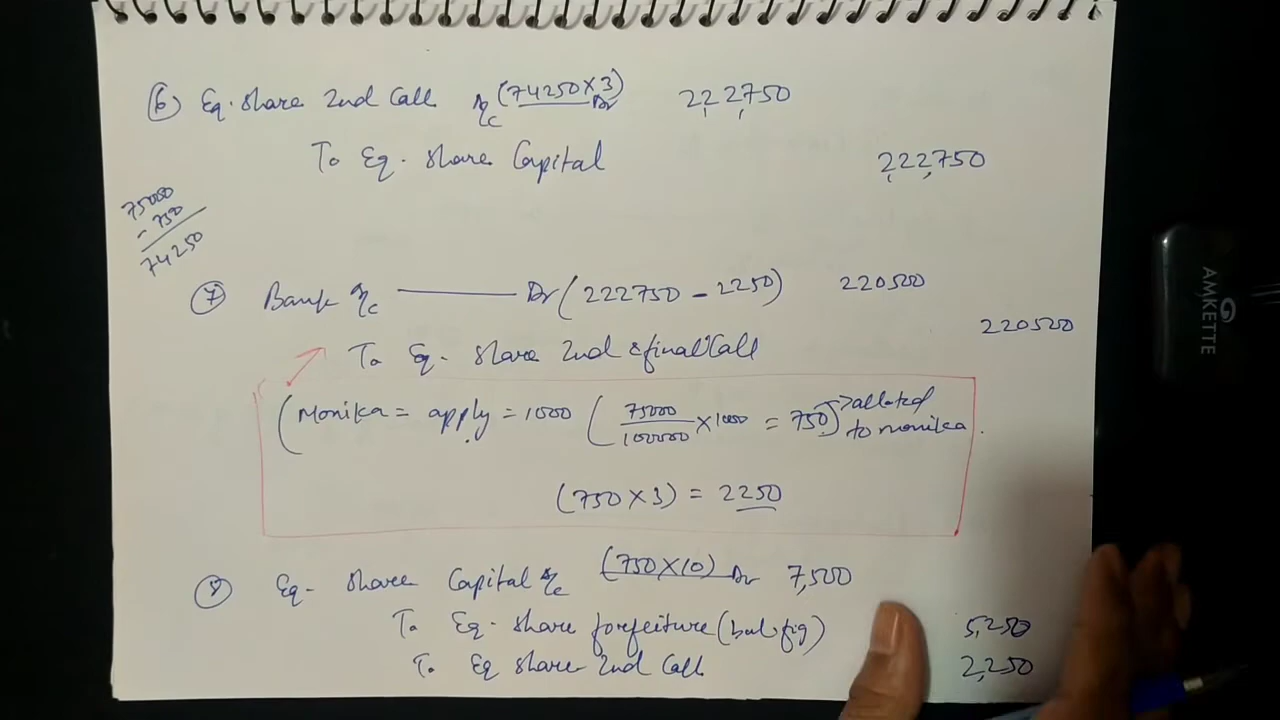 (6) Eq. Share 2nd Call a/c (74250×3) Dr 222750
To Eq. Share Capital 222,750
75000
- 750
74250
(7) Bank a/c ——— Dr (222750 - 2250) 220500
To Eq. Share 2nd & final Call 220500
(Monika = apply = 1000 ( 75000/100000 × 1000 = 750) -> allated to monika.
(750×3) = 2250
(8) Eq- Share Capital a/c (750×10) Dr 7,500
To Eq. Share forfeiture (bal. fig) 5,250
To Eq Share 2nd Call 2,250
AMKETTE